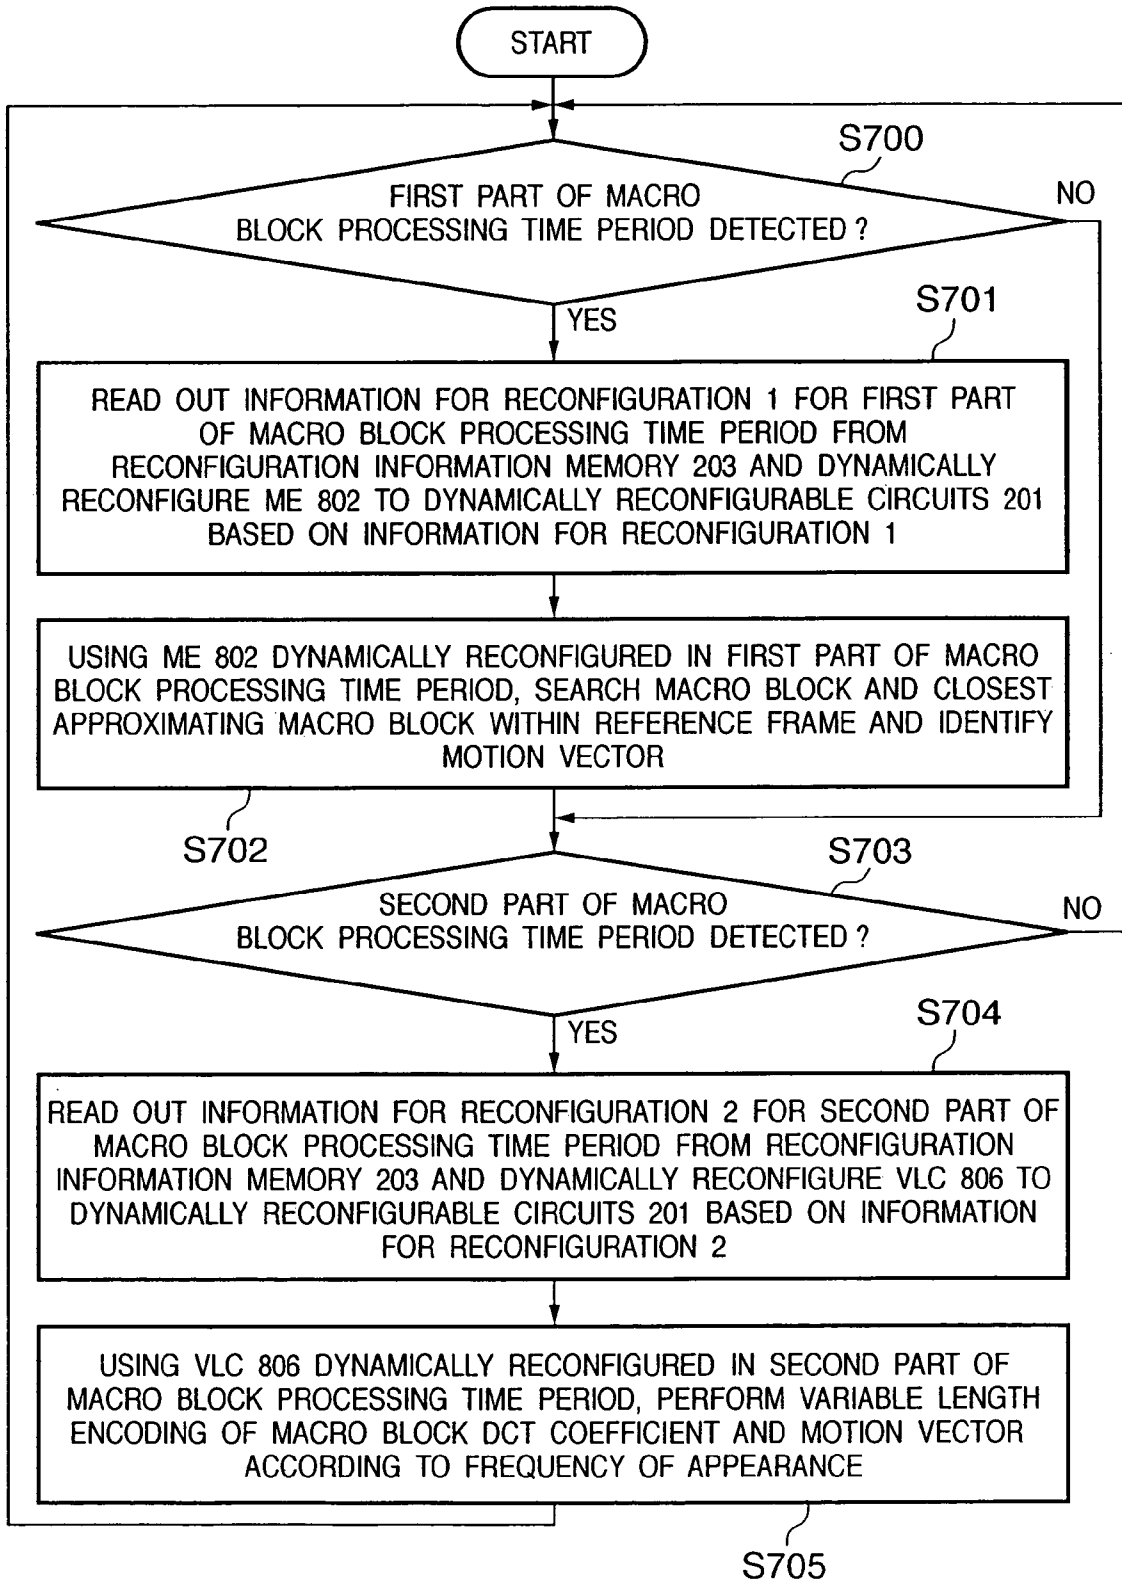 START
S700
FIRST PART OF MACRO
BLOCK PROCESSING TIME PERIOD DETECTED ?
NO
YES
S701
READ OUT INFORMATION FOR RECONFIGURATION 1 FOR FIRST PART
OF MACRO BLOCK PROCESSING TIME PERIOD FROM
RECONFIGURATION INFORMATION MEMORY 203 AND DYNAMICALLY
RECONFIGURE ME 802 TO DYNAMICALLY RECONFIGURABLE CIRCUITS 201
BASED ON INFORMATION FOR RECONFIGURATION 1
USING ME 802 DYNAMICALLY RECONFIGURED IN FIRST PART OF MACRO
BLOCK PROCESSING TIME PERIOD, SEARCH MACRO BLOCK AND CLOSEST
APPROXIMATING MACRO BLOCK WITHIN REFERENCE FRAME AND IDENTIFY
MOTION VECTOR
S702
S703
SECOND PART OF MACRO
BLOCK PROCESSING TIME PERIOD DETECTED ?
NO
YES
S704
READ OUT INFORMATION FOR RECONFIGURATION 2 FOR SECOND PART OF
MACRO BLOCK PROCESSING TIME PERIOD FROM RECONFIGURATION
INFORMATION MEMORY 203 AND DYNAMICALLY RECONFIGURE VLC 806 TO
DYNAMICALLY RECONFIGURABLE CIRCUITS 201 BASED ON INFORMATION
FOR RECONFIGURATION 2
USING VLC 806 DYNAMICALLY RECONFIGURED IN SECOND PART OF
MACRO BLOCK PROCESSING TIME PERIOD, PERFORM VARIABLE LENGTH
ENCODING OF MACRO BLOCK DCT COEFFICIENT AND MOTION VECTOR
ACCORDING TO FREQUENCY OF APPEARANCE
S705